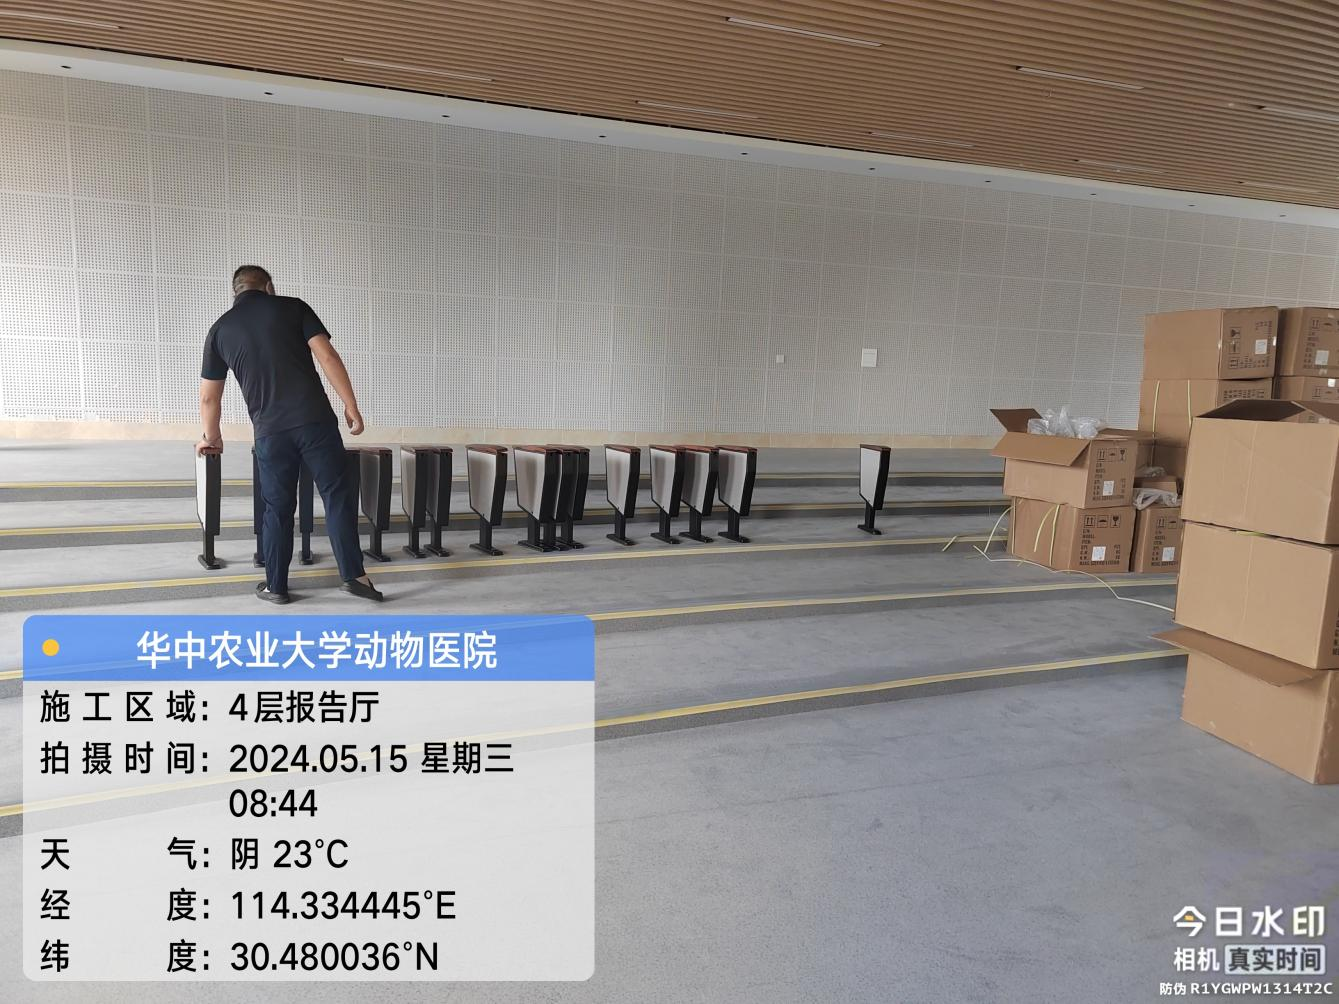 华中农业大学动物医院
施工区域：4层报告厅
拍摄时间：2024.05.15 星期三
08:44
天气：阴 23℃
经度：114.334445°E
纬度：30.480036°N
今日水印
相机 真实时间
防伪 R1YGWPW1314T2C